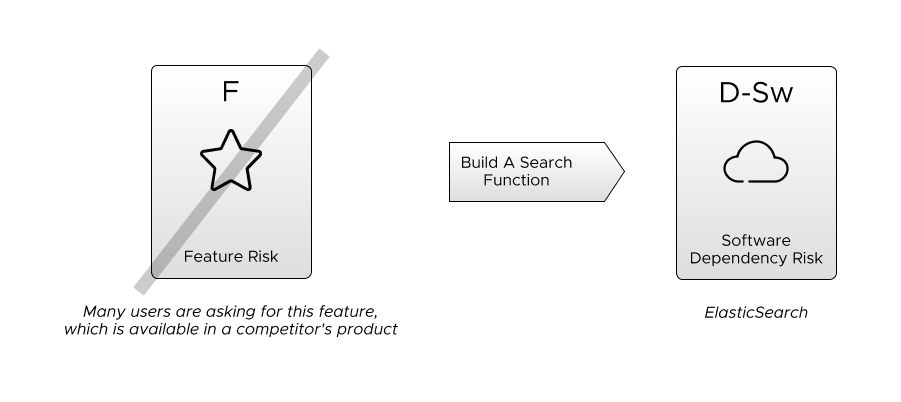 F
Feature Risk
Many users are asking for this feature,
which is available in a competitor's product
Build A Search
Function
D-Sw
Software
Dependency Risk
ElasticSearch